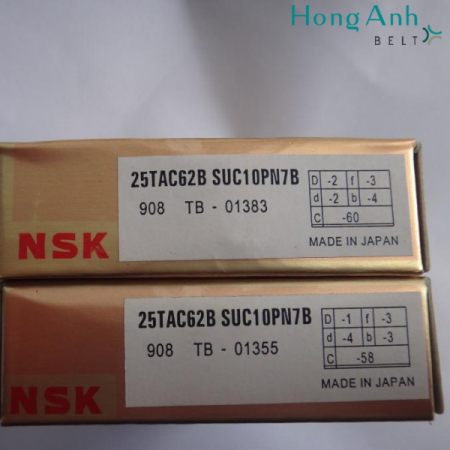 Hong Anh
BELT
25TAC62B SUC10PN7B
908 TB - 01383
D -2 f -3
d -2 b -4
C -60
NSK
MADE IN JAPAN
25TAC62B SUC10PN7B
908 TB - 01355
D -1 f -3
d -4 b -3
C -58
NSK
MADE IN JAPAN